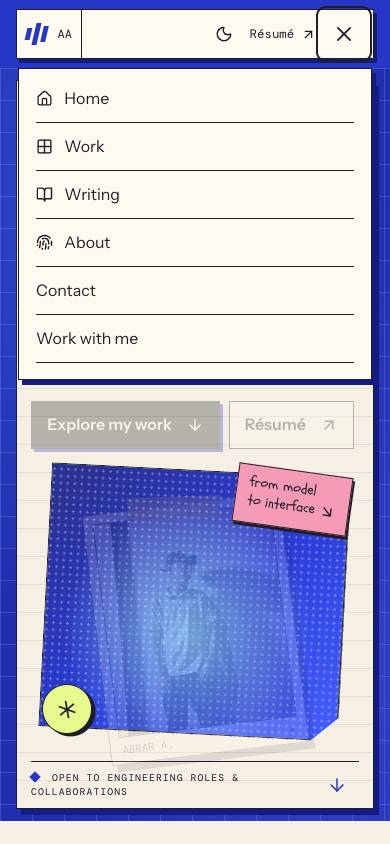 AA
Résumé ↗
Home
Work
Writing
About
Contact
Work with me
Explore my work ↓
Résumé ↗
from model
to interface ↘
ABRAR A.
OPEN TO ENGINEERING ROLES &
COLLABORATIONS